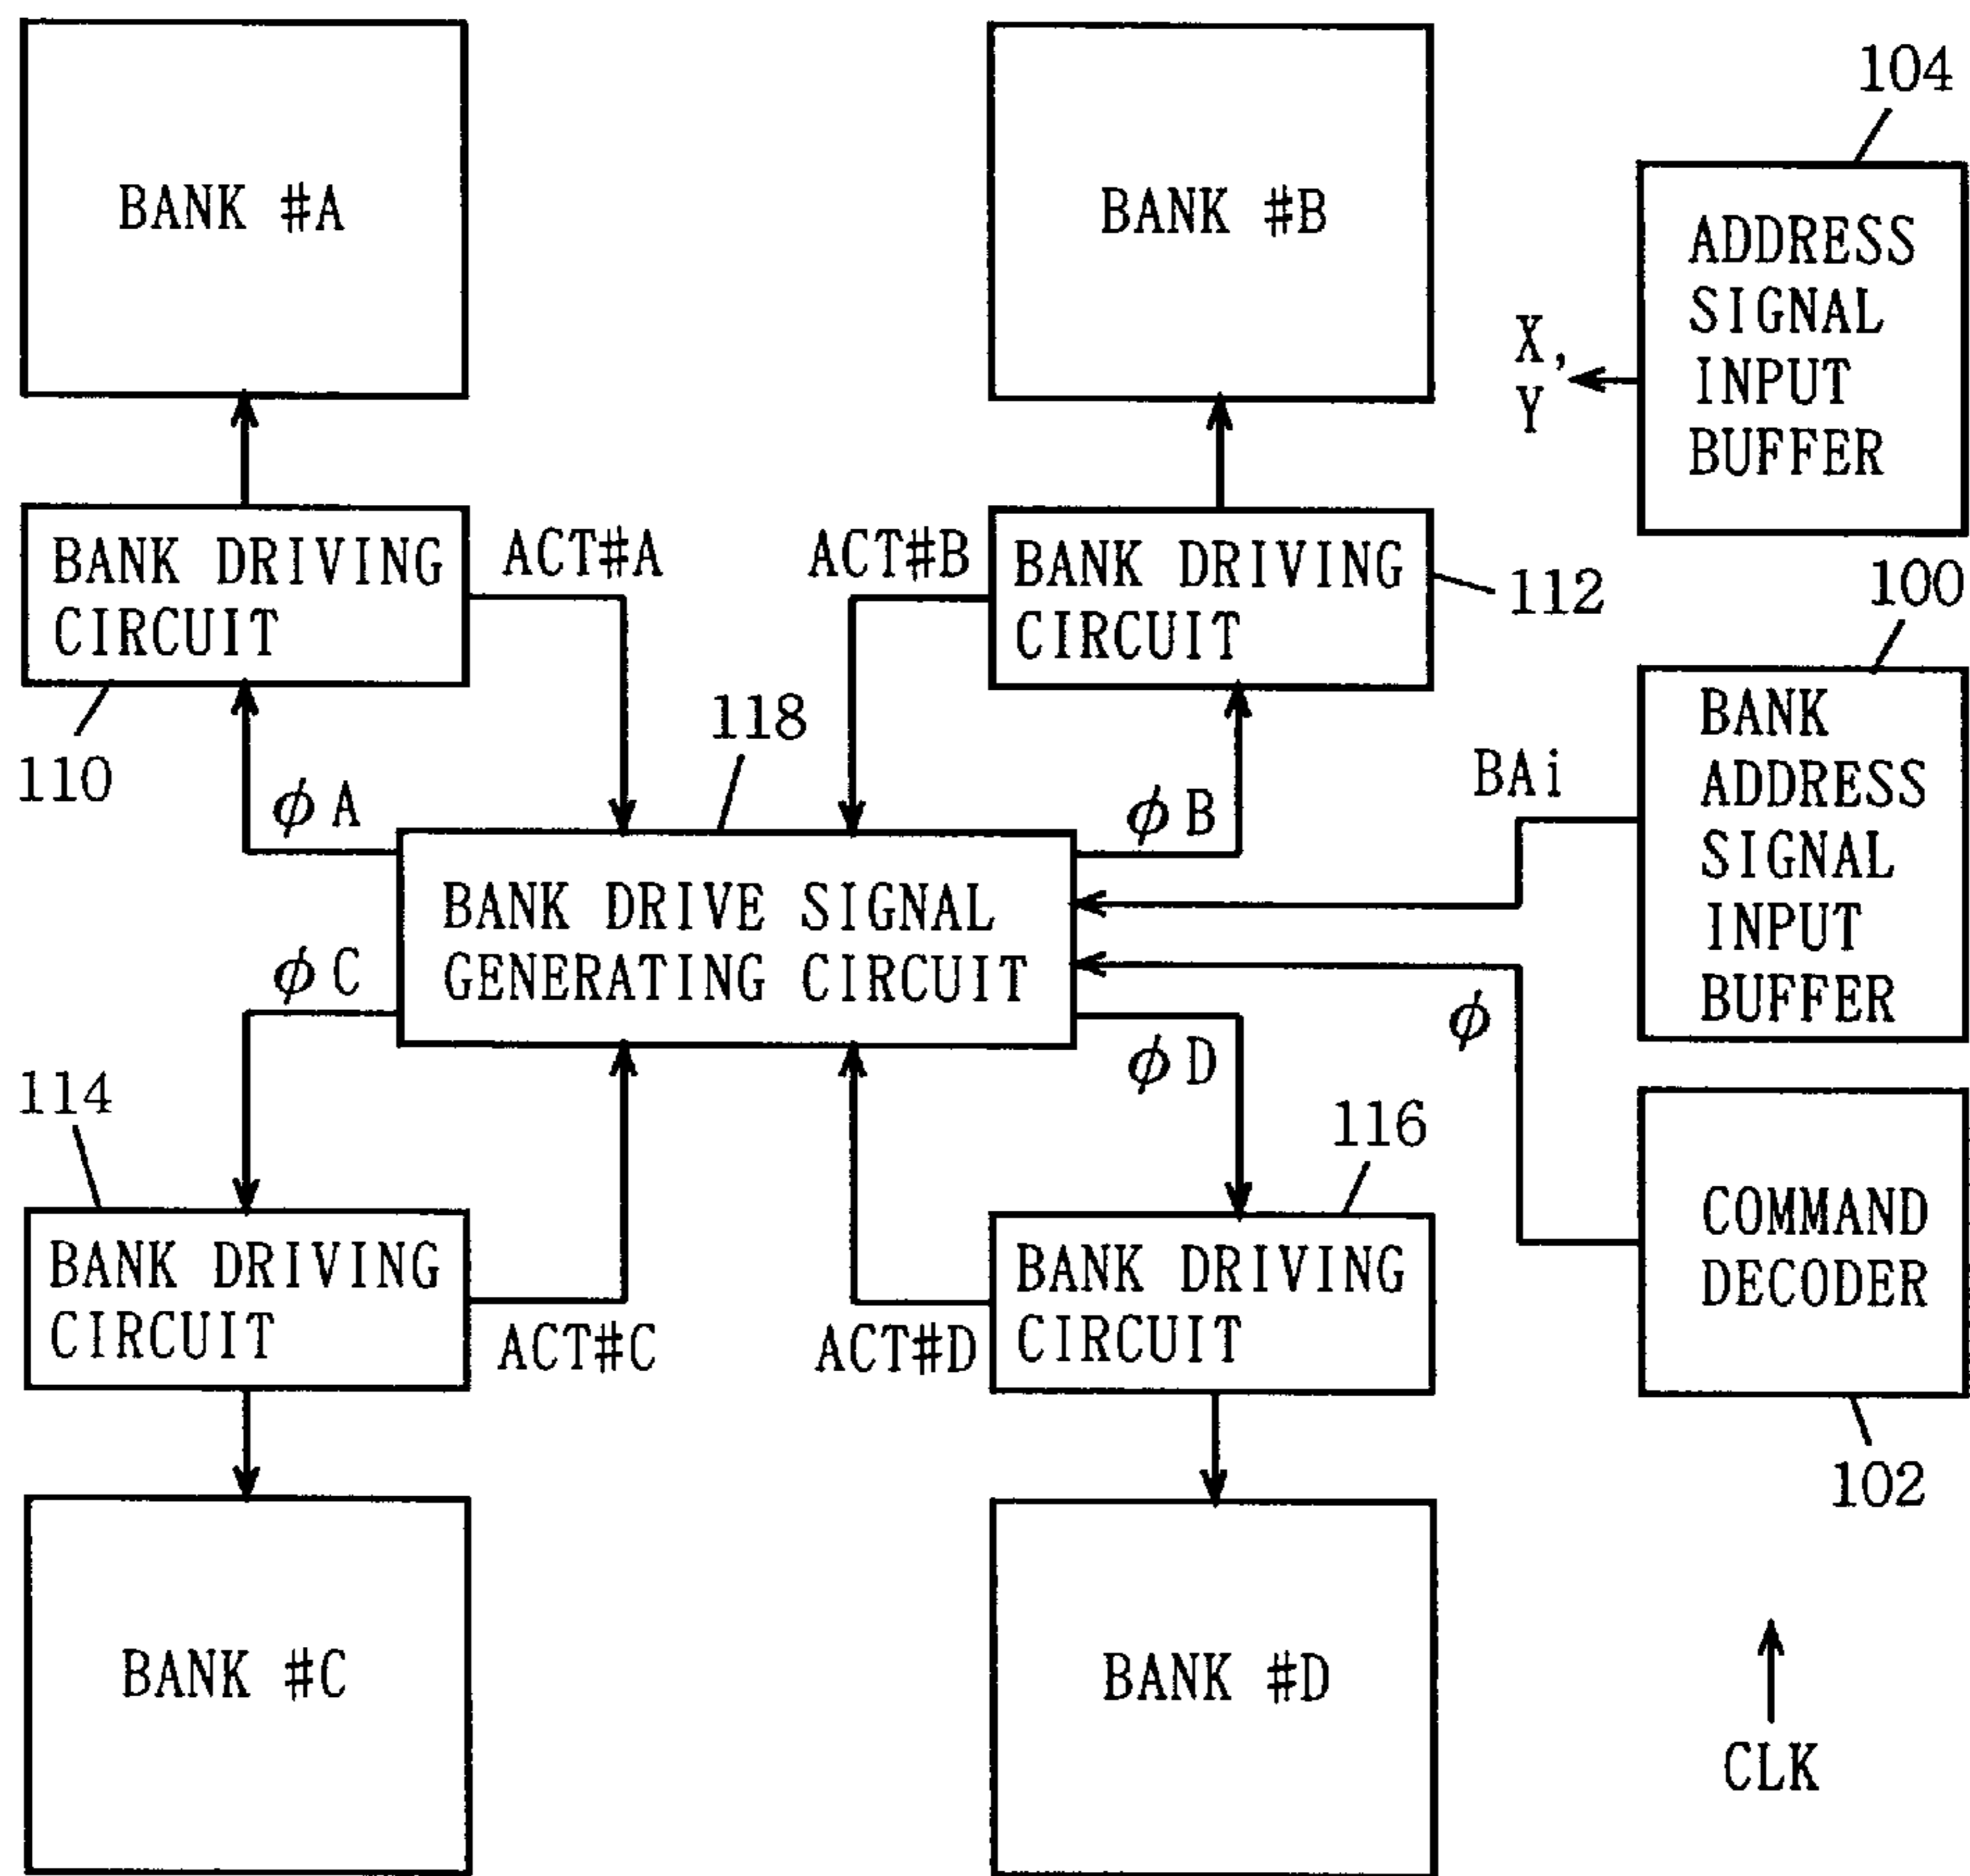 BANK #A
BANK #B
104
ADDRESS
SIGNAL
INPUT
BUFFER
X,
Y
BANK DRIVING
CIRCUIT
ACT#A
ACT#B
BANK DRIVING
CIRCUIT
112
100
110
ϕA
118
ϕB
BAi
BANK
ADDRESS
SIGNAL
INPUT
BUFFER
BANK DRIVE SIGNAL
GENERATING CIRCUIT
ϕC
ϕD
ϕ
114
116
BANK DRIVING
CIRCUIT
ACT#C
ACT#D
BANK DRIVING
CIRCUIT
COMMAND
DECODER
102
BANK #C
BANK #D
CLK